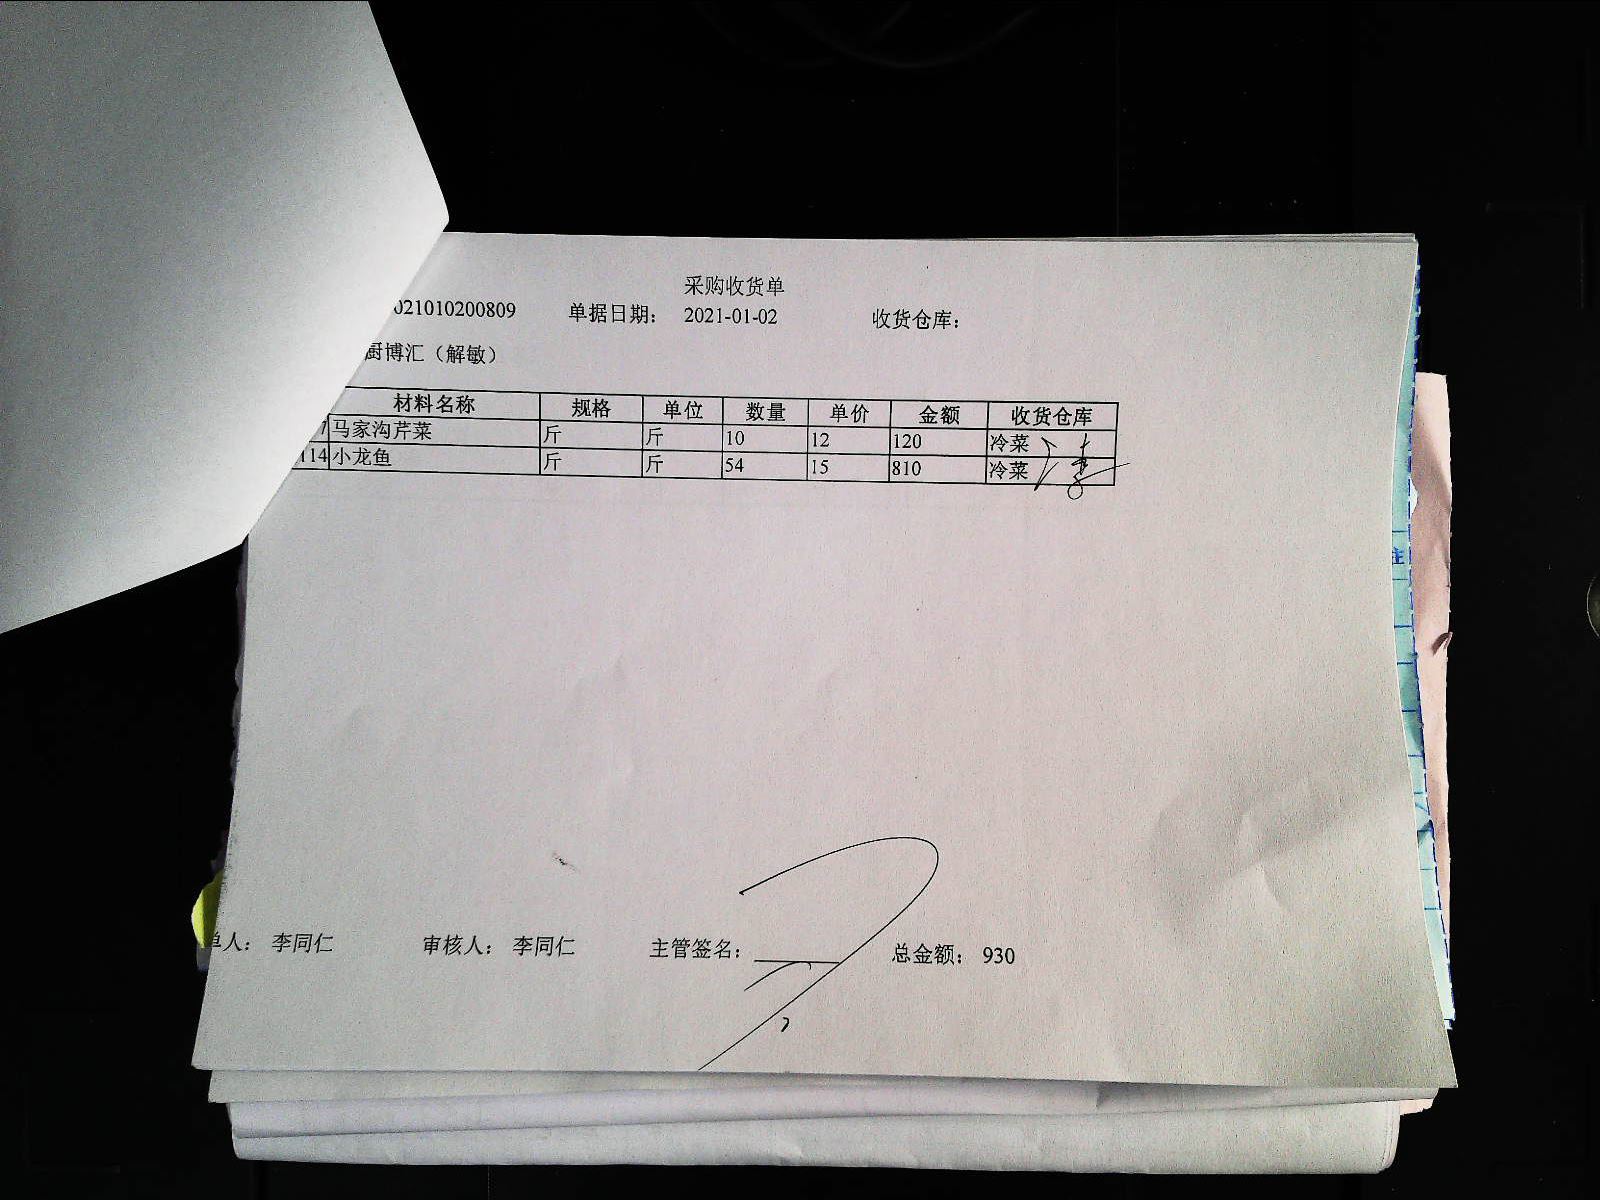 采购收货单
021010200809 单据日期： 2021-01-02 收货仓库：
厨博汇（解敏）
材料名称 规格 单位 数量 单价 金额 收货仓库
7 马家沟芹菜 斤 斤 10 12 120 冷菜
114 小龙鱼 斤 斤 54 15 810 冷菜
单人： 李同仁 审核人： 李同仁 主管签名： 总金额： 930